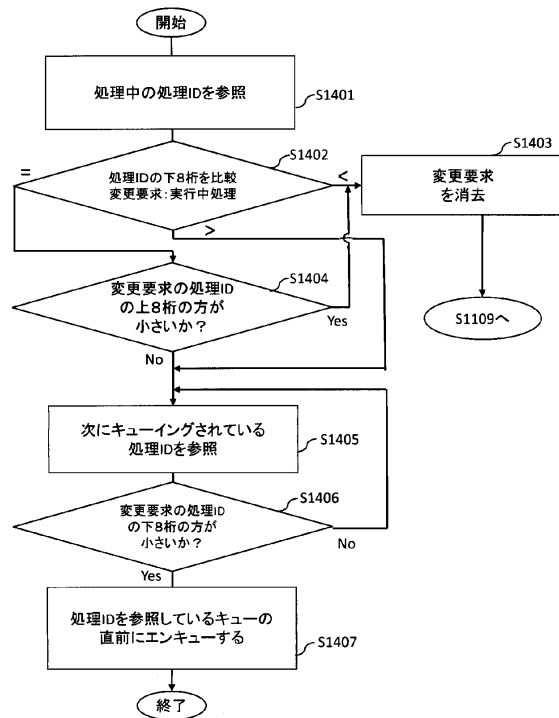 開始
処理中の処理IDを参照
S1401
処理IDの下8桁を比較
変更要求:実行中処理
S1402
=
<
>
変更要求
を消去
S1403
S1109へ
変更要求の処理ID
の上8桁の方が
小さいか?
S1404
Yes
No
次にキューイングされている
処理IDを参照
S1405
変更要求の処理ID
の下8桁の方が
小さいか?
S1406
No
Yes
処理IDを参照しているキューの
直前にエンキューする
S1407
終了